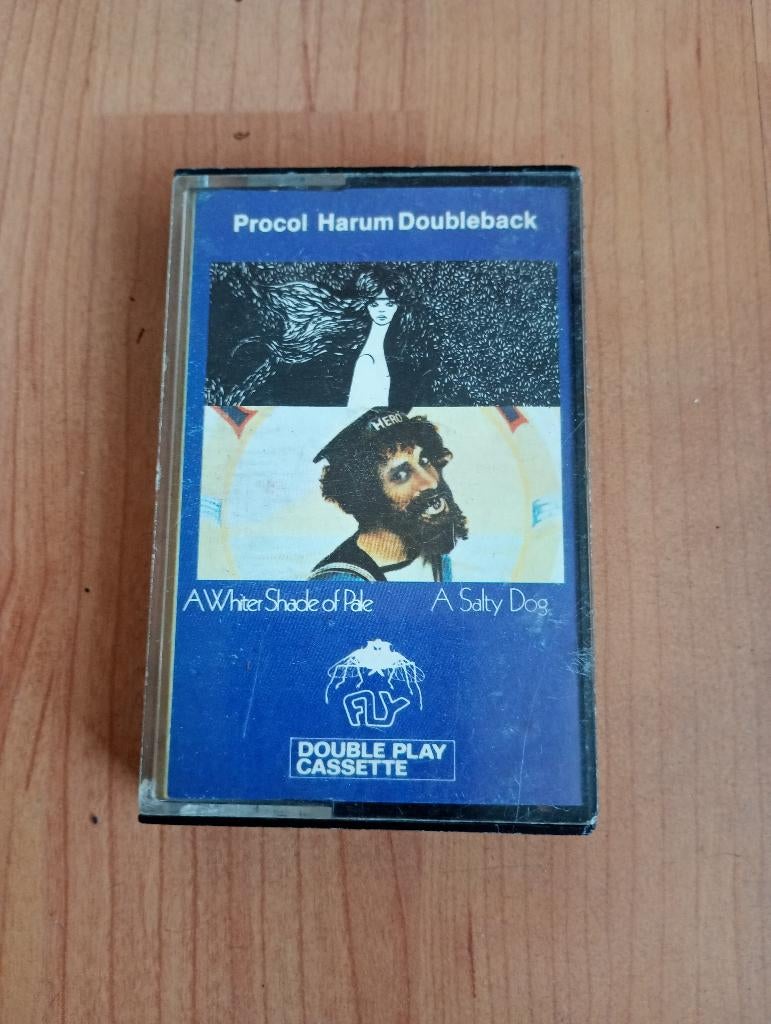 Procol Harum Doubleback
HERO
A Whiter Shade of Pale A Salty Dog
FLY
DOUBLE PLAY
CASSETTE